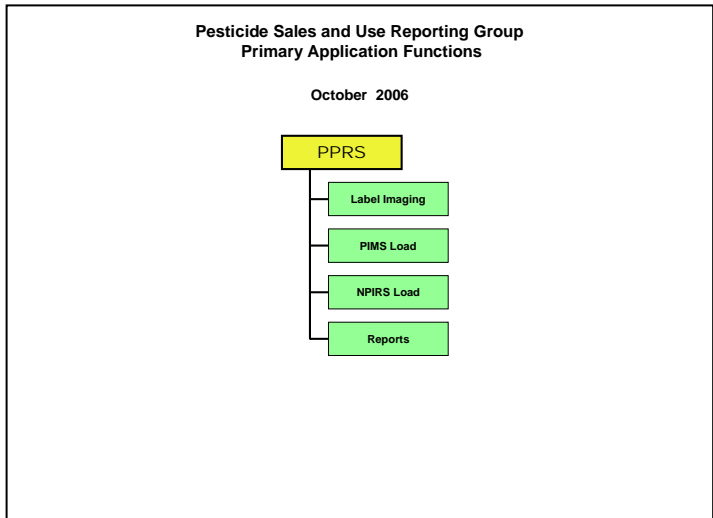 Pesticide Sales and Use Reporting Group
Primary Application Functions
October 2006
PPRS
Label Imaging
PIMS Load
NPIRS Load
Reports